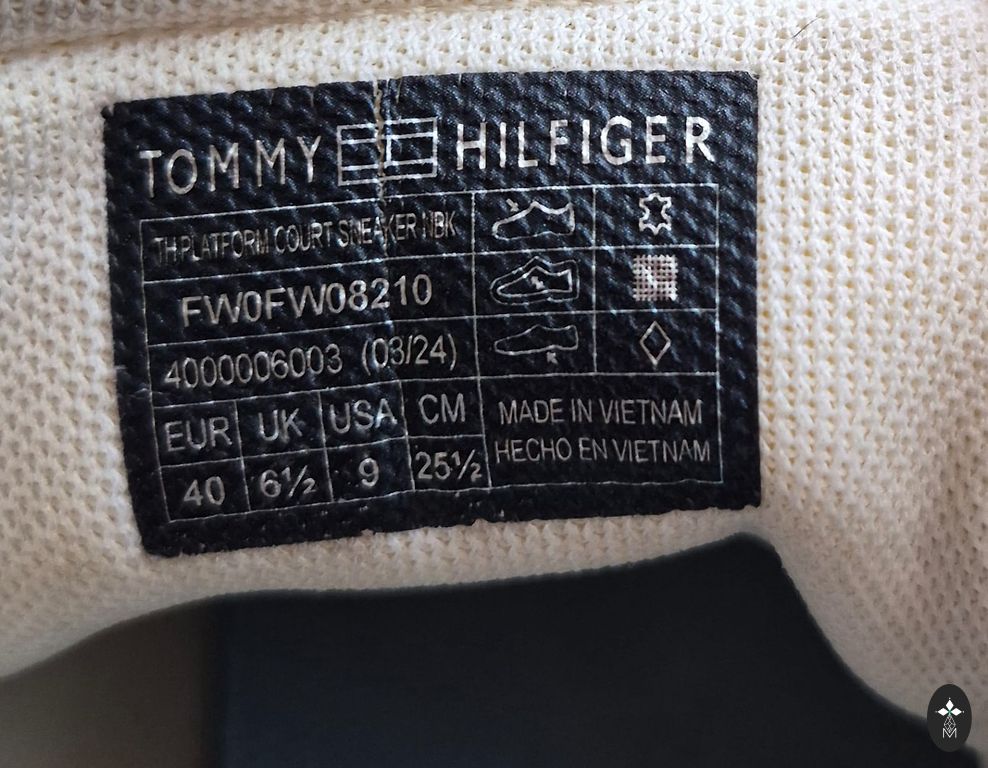 TOMMY HILFIGER
TH PLATFORM COURT SNEAKER NBK
FW0FW08210
4000006003 (03/24)
EUR UK USA CM
40 6½ 9 25½
MADE IN VIETNAM
HECHO EN VIETNAM
M